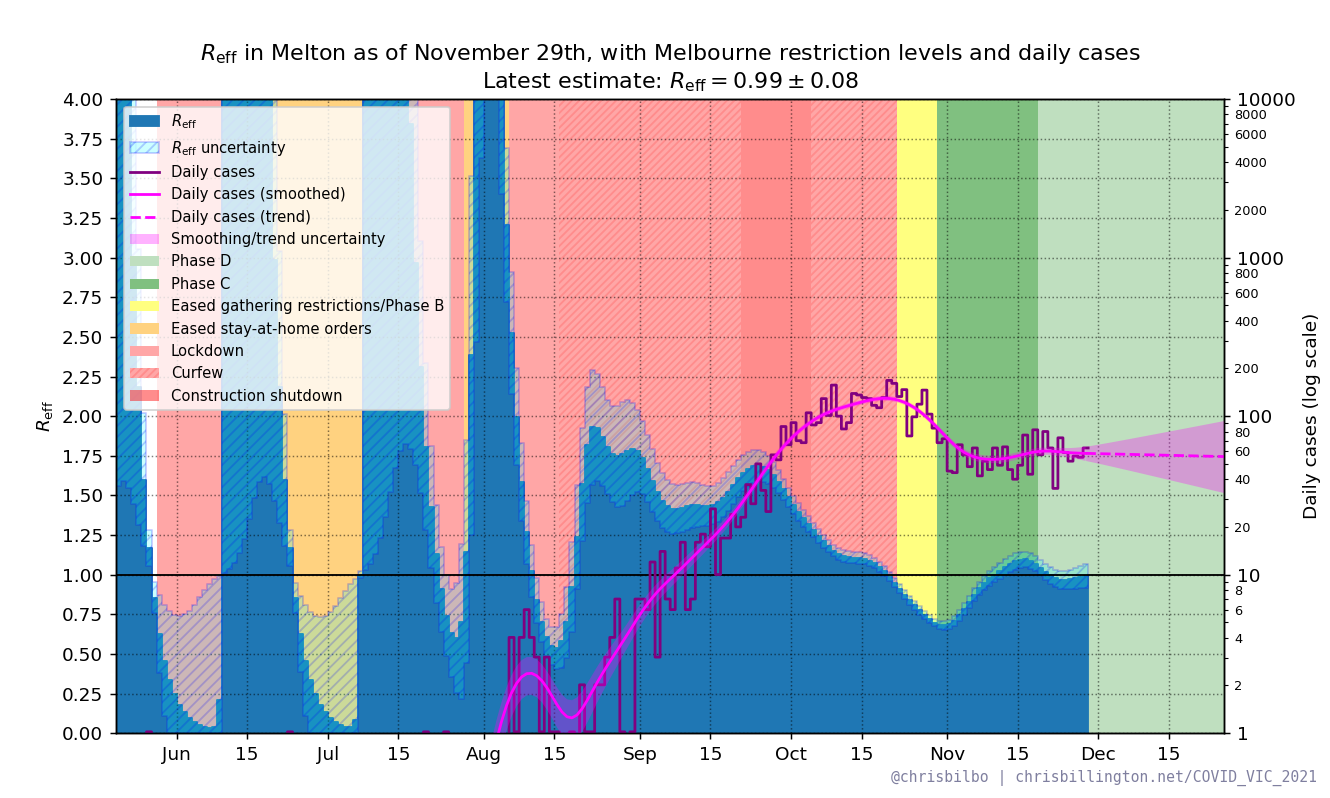 Reff in Melton as of November 29th, with Melbourne restriction levels and daily cases
Latest estimate: Reff = 0.99 ± 0.08
4.00
3.75
3.50
3.25
3.00
2.75
2.50
2.25
2.00
1.75
1.50
1.25
1.00
0.75
0.50
0.25
0.00
Reff
Reff
Reff uncertainty
Daily cases
Daily cases (smoothed)
Daily cases (trend)
Smoothing/trend uncertainty
Phase D
Phase C
Eased gathering restrictions/Phase B
Eased stay-at-home orders
Lockdown
Curfew
Construction shutdown
10000
8000
6000
4000
2000
1000
800
600
400
200
100
80
60
40
20
10
8
6
4
2
1
Daily cases (log scale)
Jun 15 Jul 15 Aug 15 Sep 15 Oct 15 Nov 15 Dec 15
@chrisbilbo | chrisbillington.net/COVID_VIC_2021